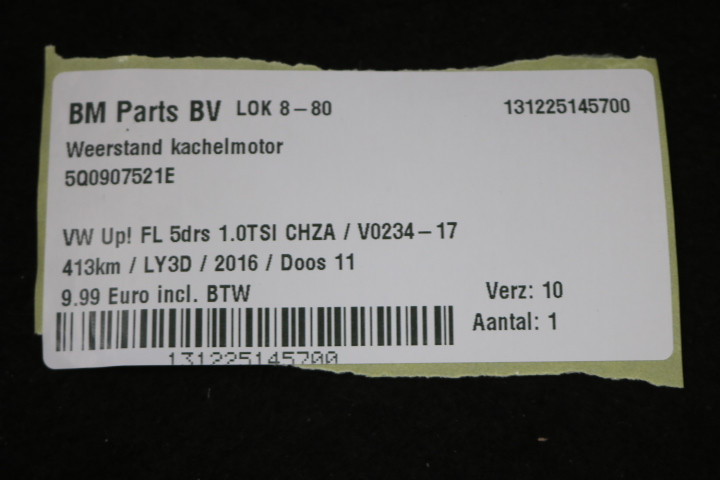 BM Parts BV LOK 8-80 131225145700
Weerstand kachelmotor
5Q0907521E
VW Up! FL 5drs 1.0TSI CHZA / V0234-17
413km / LY3D / 2016 / Doos 11
9.99 Euro incl. BTW Verz: 10
Aantal: 1
131225145700